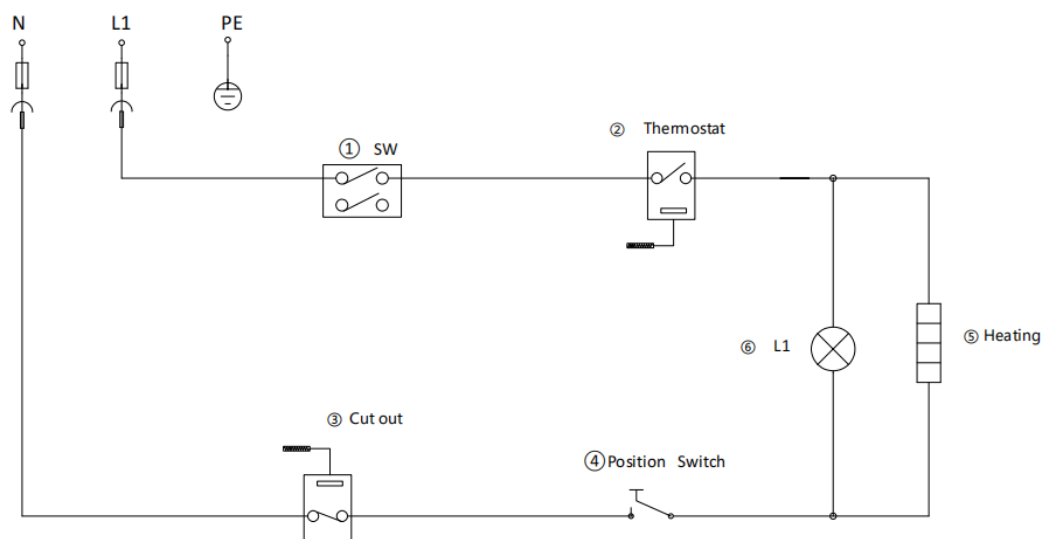 N L1 PE
① SW
② Thermostat
⑥ L1
⑤ Heating
③ Cut out
④ Position Switch